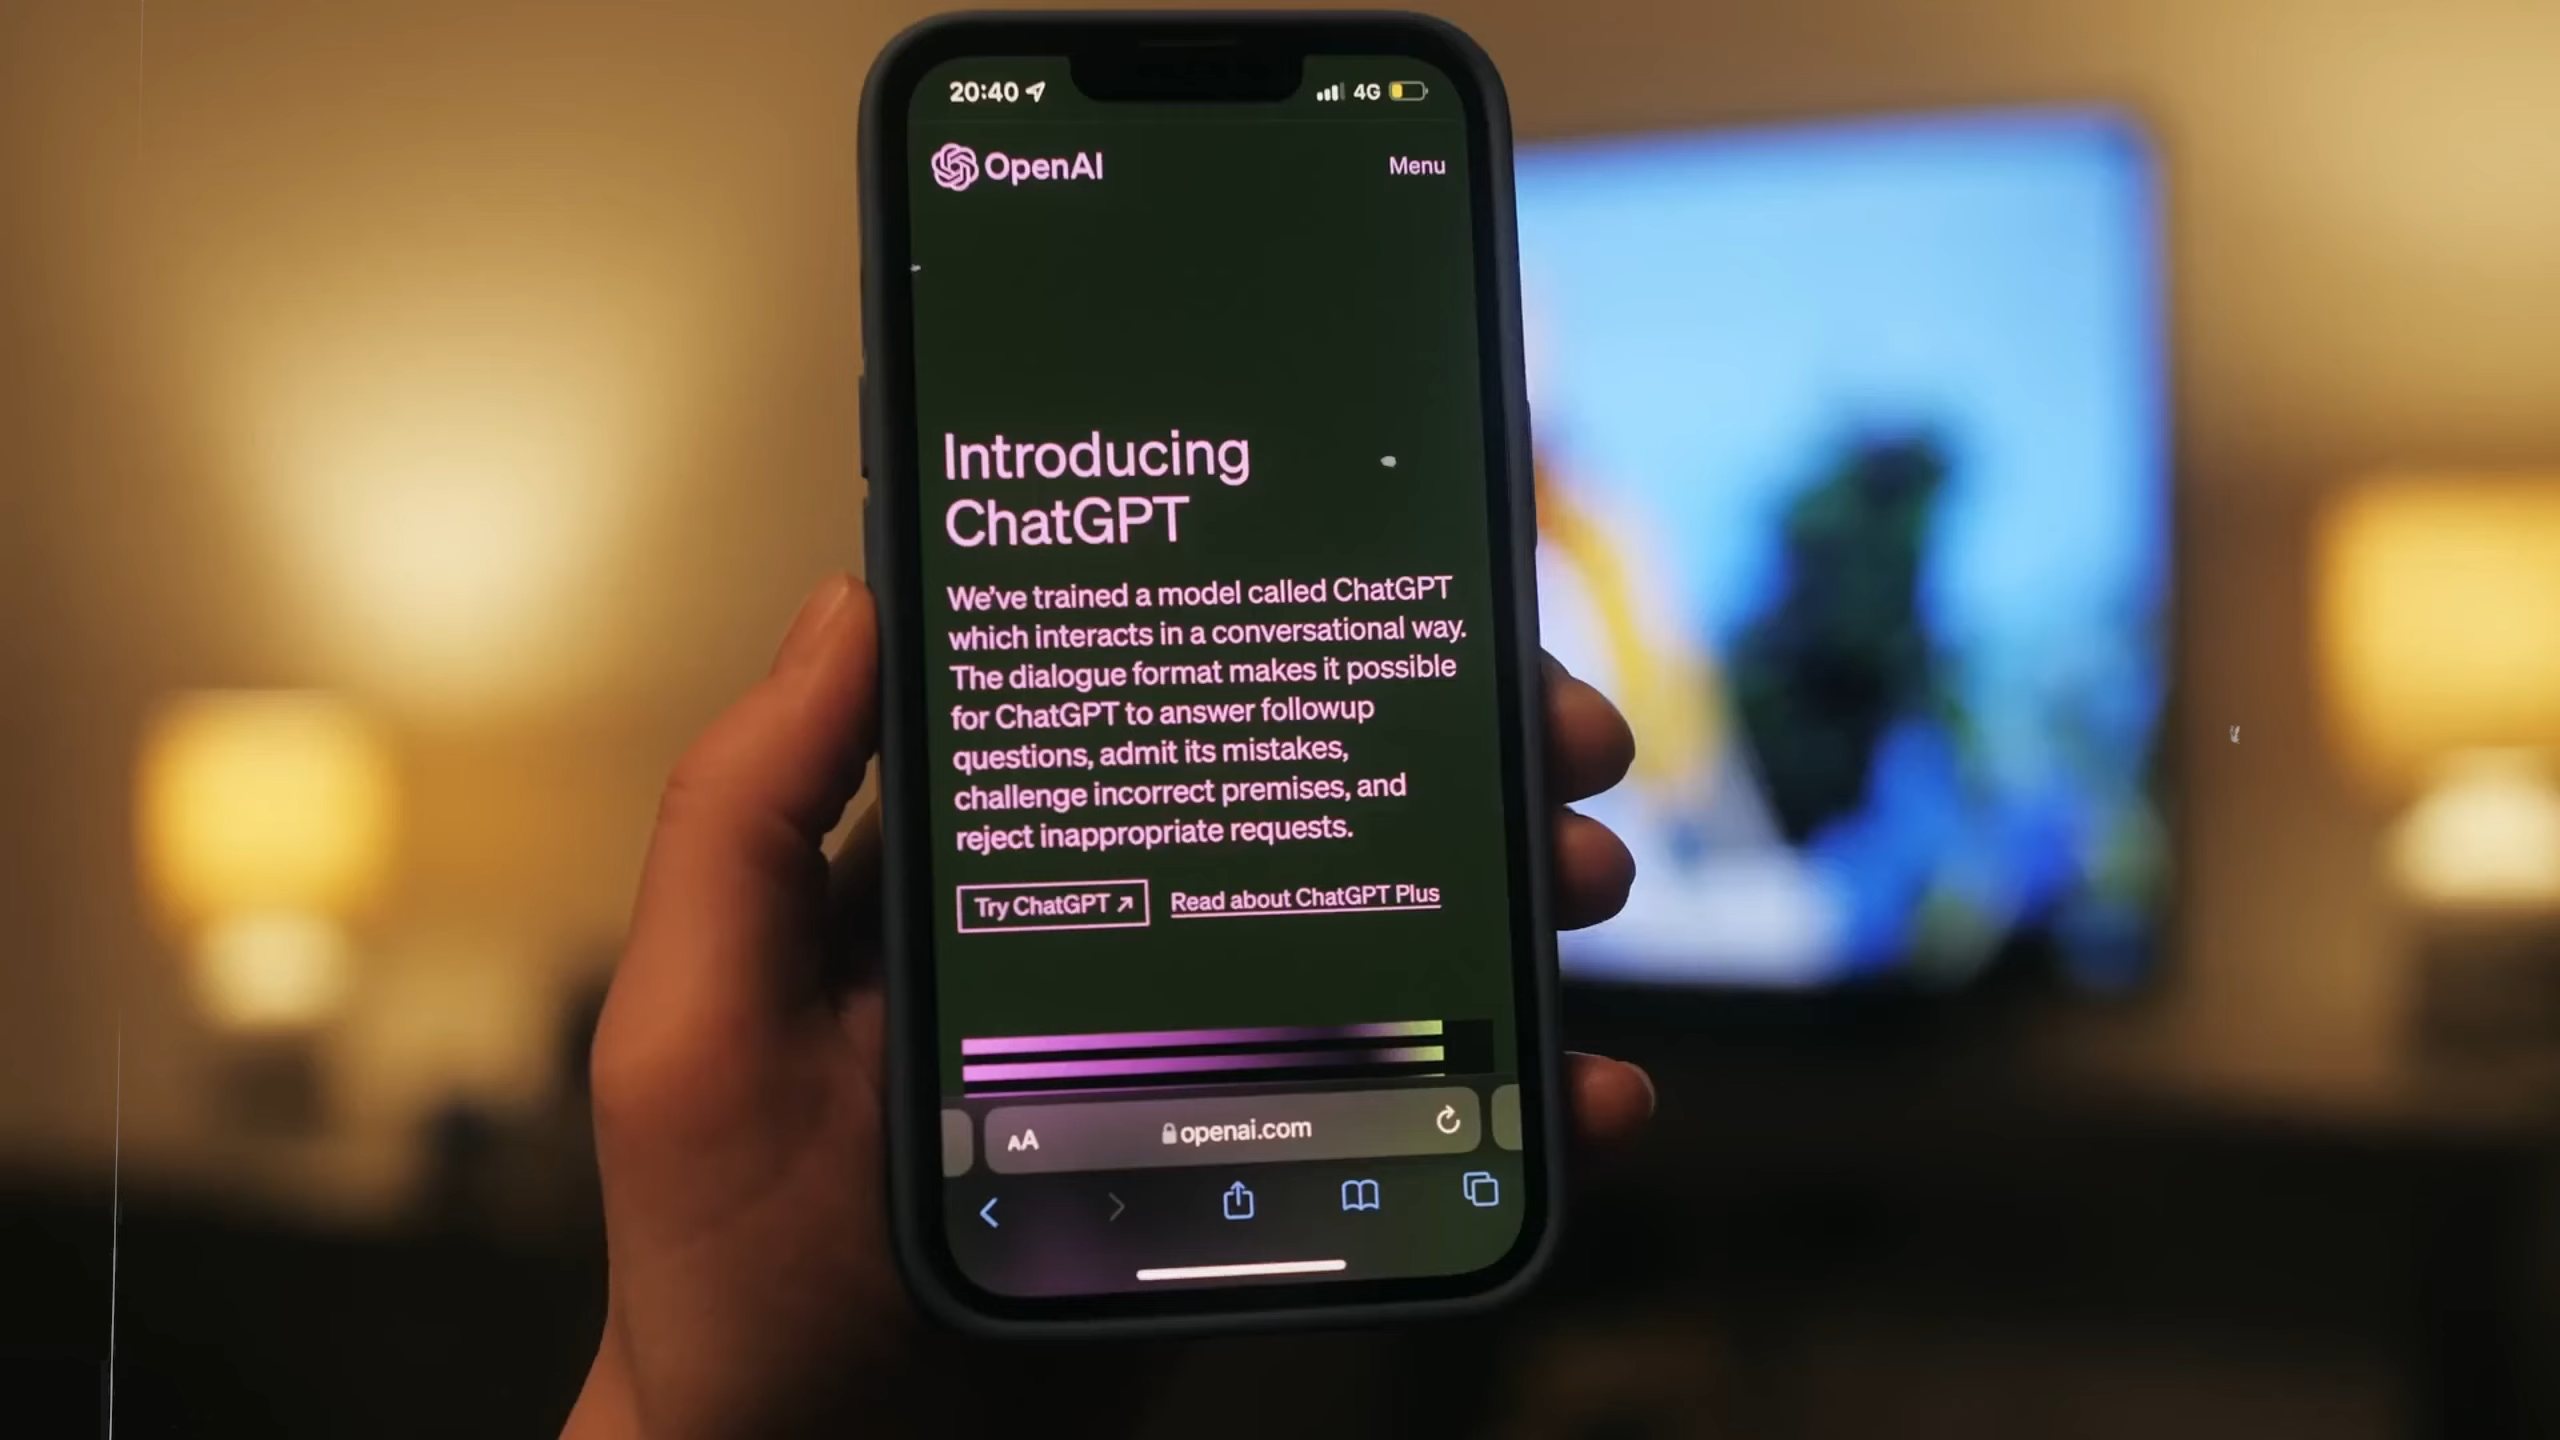 20:40
4G
OpenAI
Menu
Introducing
ChatGPT
We've trained a model called ChatGPT
which interacts in a conversational way.
The dialogue format makes it possible
for ChatGPT to answer followup
questions, admit its mistakes,
challenge incorrect premises, and
reject inappropriate requests.
Try ChatGPT ↗
Read about ChatGPT Plus
AA
openai.com